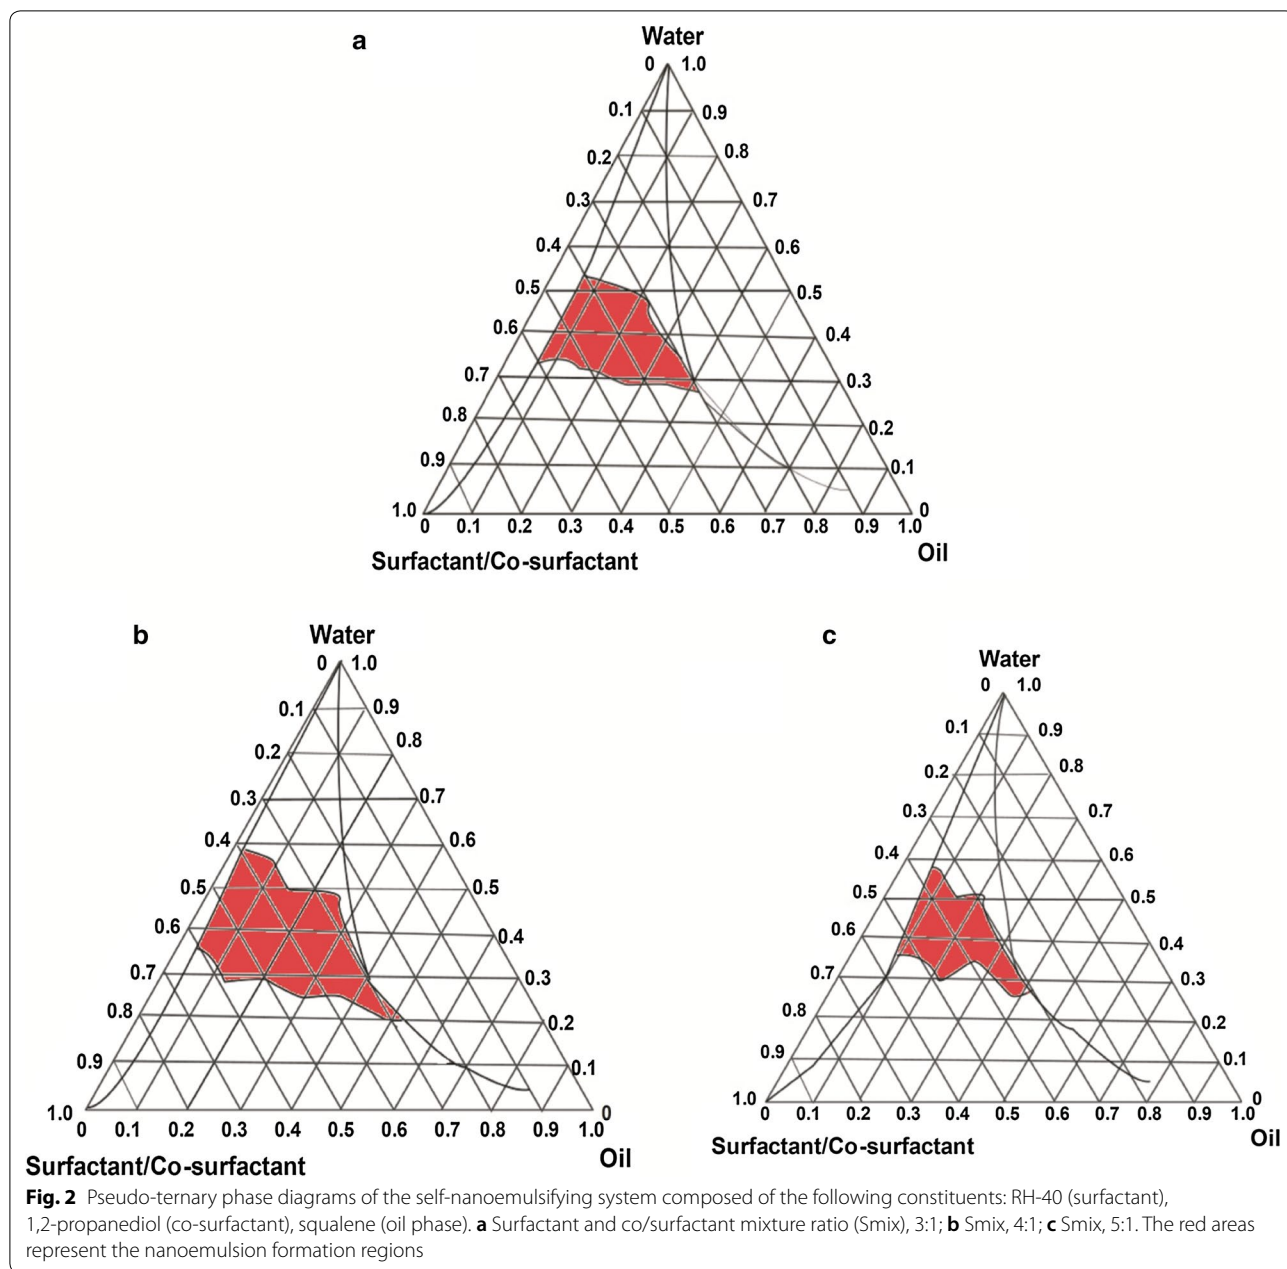 a
Water
0 1.0
0.1 0.9
0.2 0.8
0.3 0.7
0.4 0.6
0.5 0.5
0.6 0.4
0.7 0.3
0.8 0.2
0.9 0.1
1.0 0
0 0.1 0.2 0.3 0.4 0.5 0.6 0.7 0.8 0.9 1.0
Surfactant/Co-surfactant Oil
b
Water
0 1.0
0.1 0.9
0.2 0.8
0.3 0.7
0.4 0.6
0.5 0.5
0.6 0.4
0.7 0.3
0.8 0.2
0.9 0.1
1.0 0
0 0.1 0.2 0.3 0.4 0.5 0.6 0.7 0.8 0.9 1.0
Surfactant/Co-surfactant Oil
c
Water
0 1.0
0.1 0.9
0.2 0.8
0.3 0.7
0.4 0.6
0.5 0.5
0.6 0.4
0.7 0.3
0.8 0.2
0.9 0.1
1.0 0
0 0.1 0.2 0.3 0.4 0.5 0.6 0.7 0.8 0.9 1.0
Surfactant/Co-surfactant Oil
Fig. 2 Pseudo-ternary phase diagrams of the self-nanoemulsifying system composed of the following constituents: RH-40 (surfactant),
1,2-propanediol (co-surfactant), squalene (oil phase). a Surfactant and co/surfactant mixture ratio (Smix), 3:1; b Smix, 4:1; c Smix, 5:1. The red areas
represent the nanoemulsion formation regions